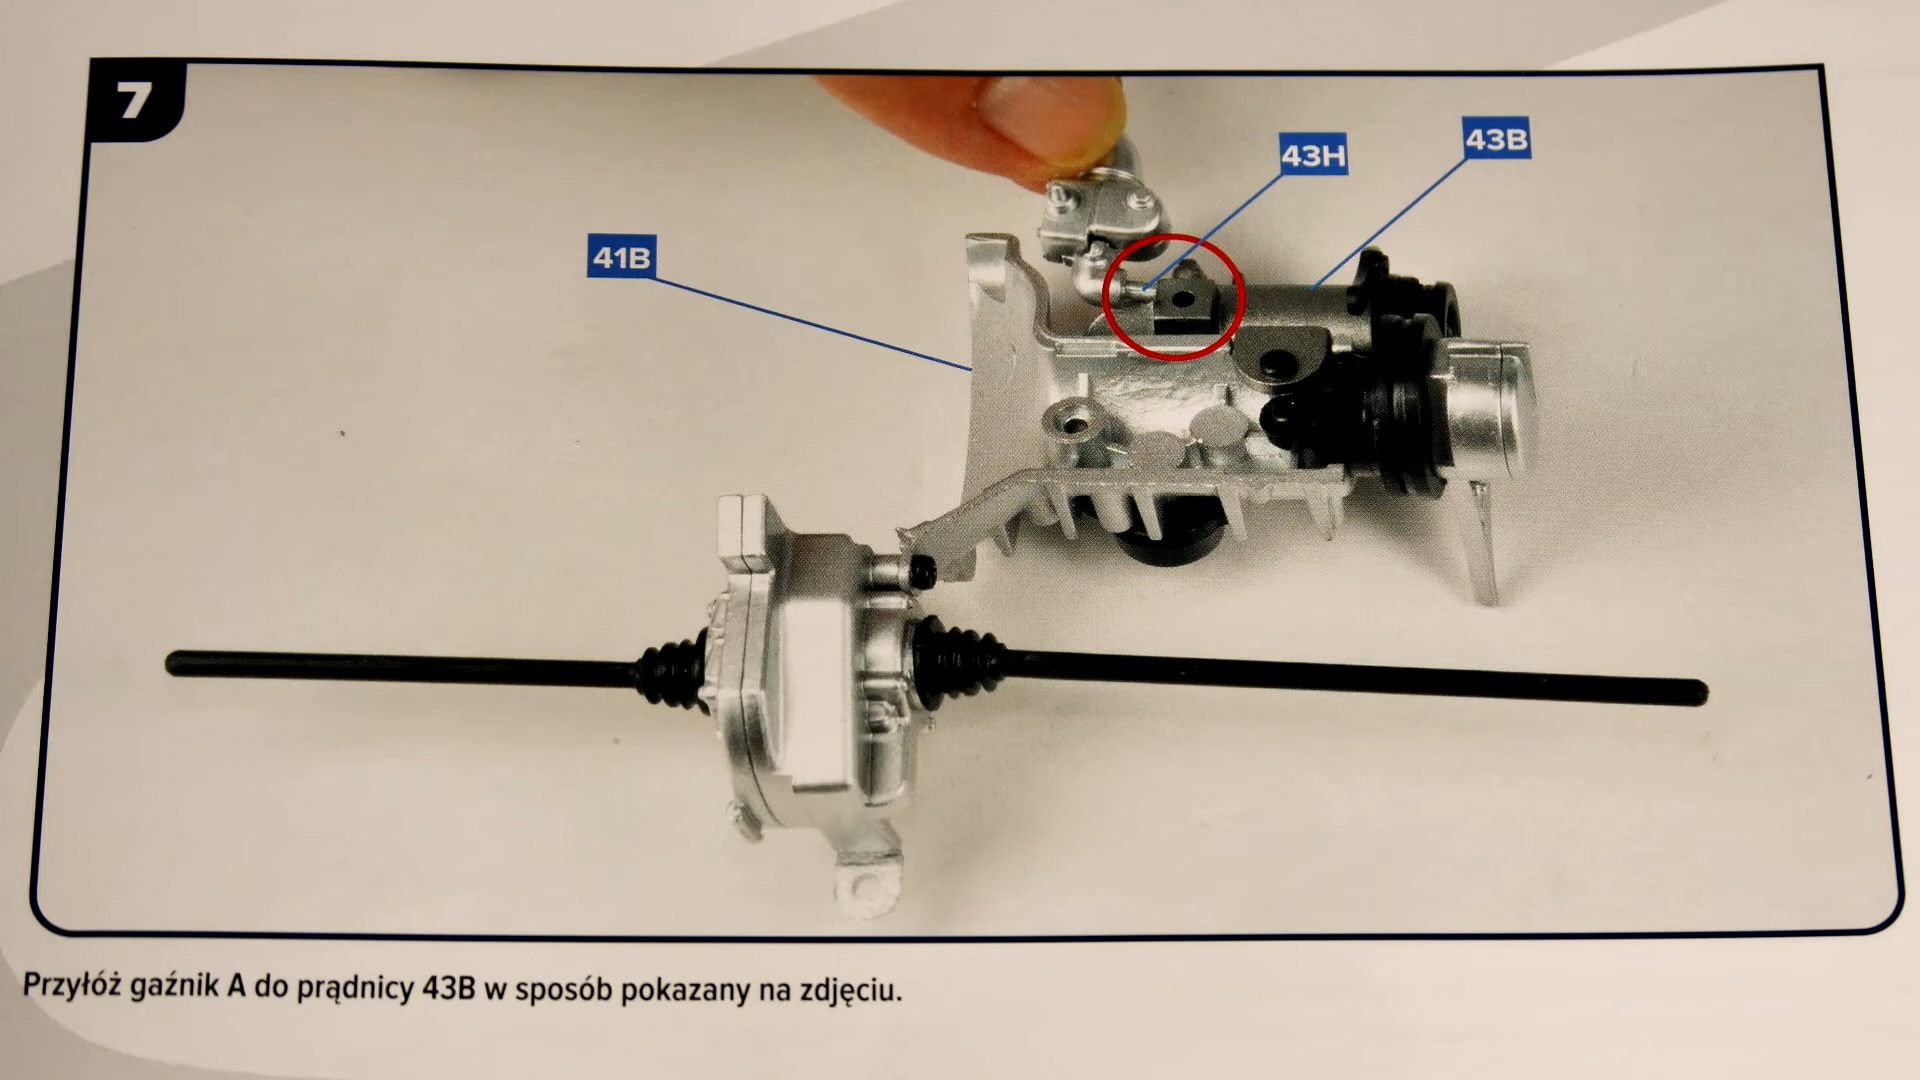 7
43H
43B
41B
Przyłóż gaźnik A do prądnicy 43B w sposób pokazany na zdjęciu.